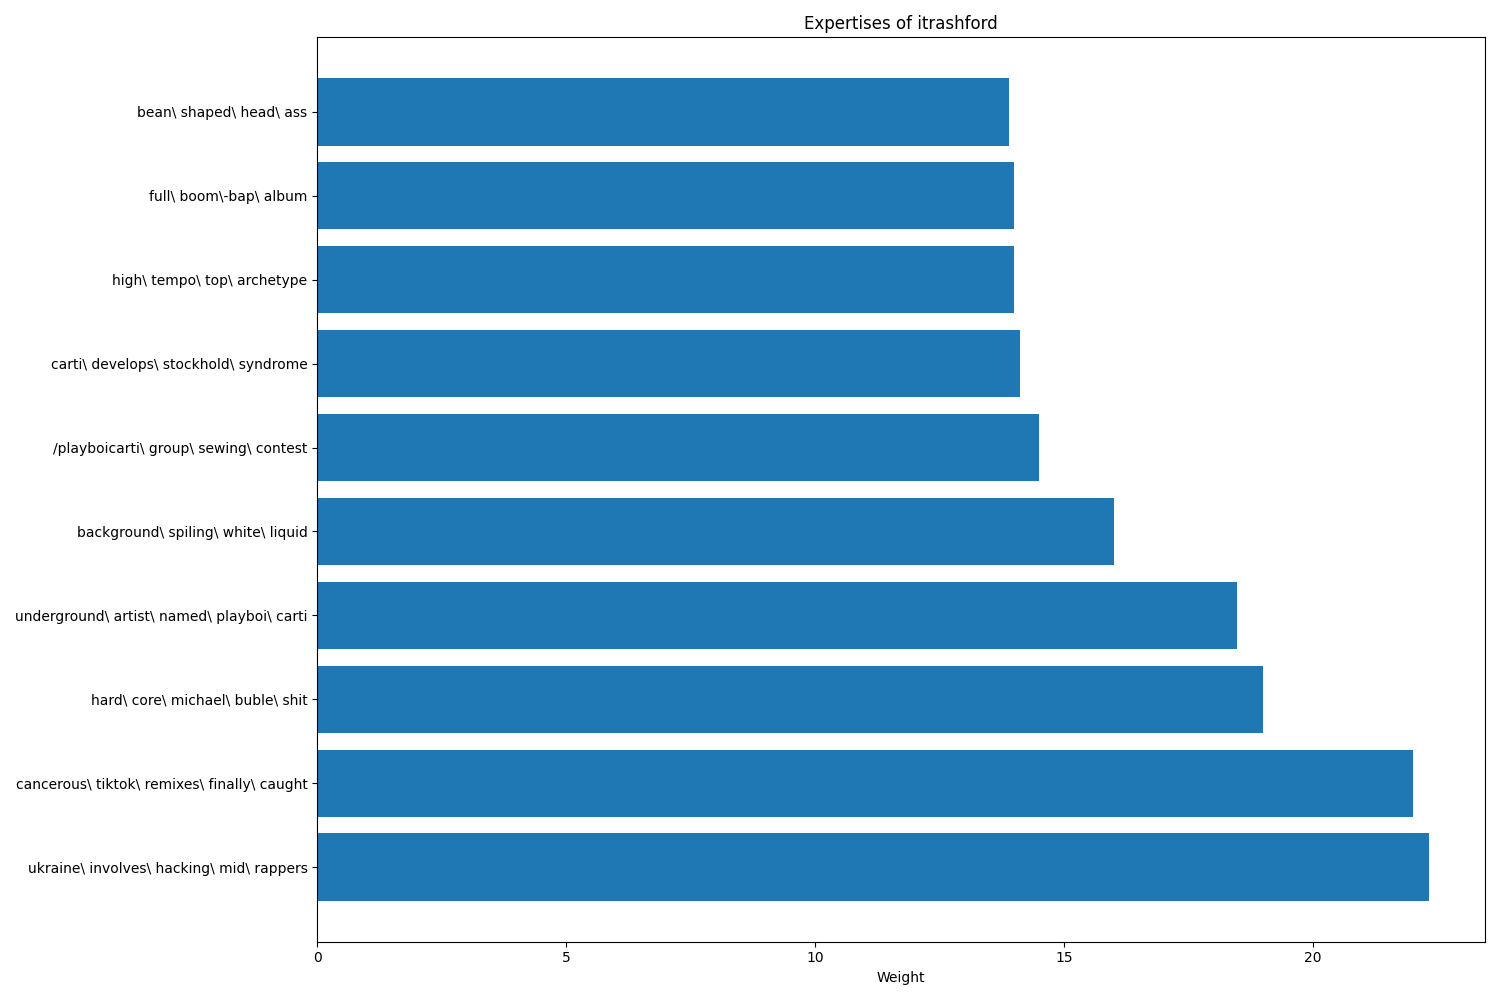 Expertises of itrashford
bean\ shaped\ head\ ass
full\ boom\-bap\ album
high\ tempo\ top\ archetype
carti\ develops\ stockhold\ syndrome
/playboicarti\ group\ sewing\ contest
background\ spiling\ white\ liquid
underground\ artist\ named\ playboi\ carti
hard\ core\ michael\ buble\ shit
cancerous\ tiktok\ remixes\ finally\ caught
ukraine\ involves\ hacking\ mid\ rappers
0 5 10 15 20
Weight